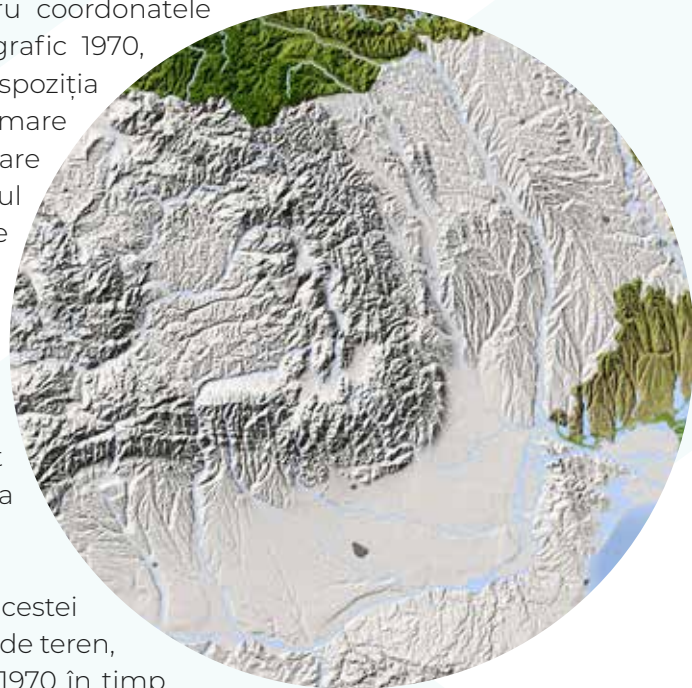 ru coordonatele
grafic 1970,
spoziția
mare
are
ul
e
t
a
cestei
de teren,
1970 în timp